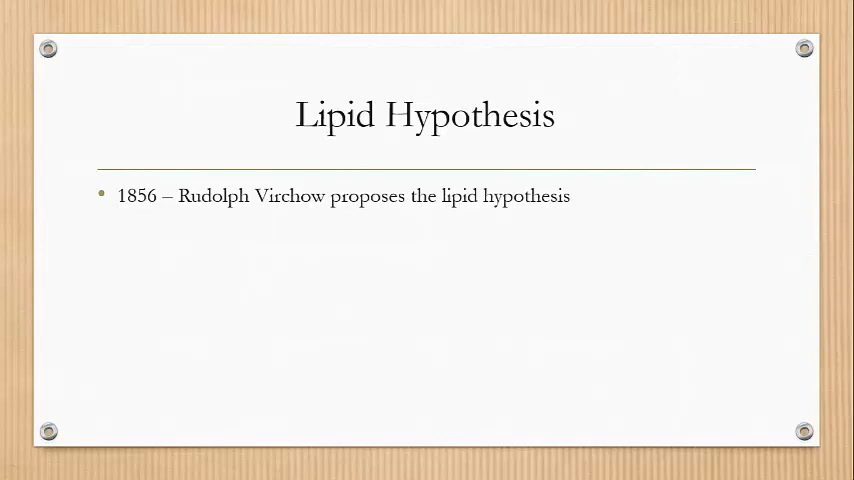 Lipid Hypothesis
• 1856 – Rudolph Virchow proposes the lipid hypothesis